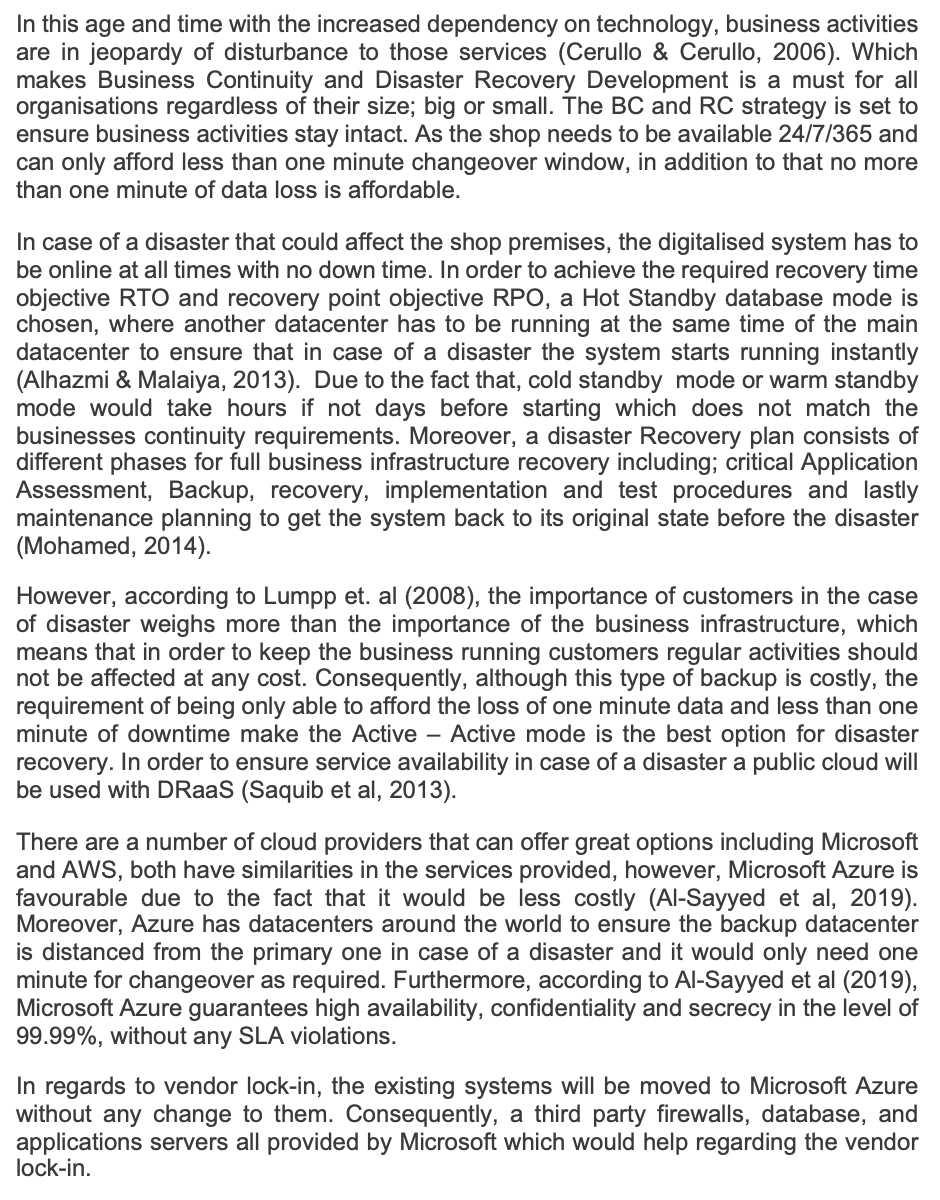 In this age and time with the increased dependency on technology, business activities
are in jeopardy of disturbance to those services (Cerullo & Cerullo, 2006). Which
makes Business Continuity and Disaster Recovery Development is a must for all
organisations regardless of their size; big or small. The BC and RC strategy is set to
ensure business activities stay intact. As the shop needs to be available 24/7/365 and
can only afford less than one minute changeover window, in addition to that no more
than one minute of data loss is affordable.

In case of a disaster that could affect the shop premises, the digitalised system has to
be online at all times with no down time. In order to achieve the required recovery time
objective RTO and recovery point objective RPO, a Hot Standby database mode is
chosen, where another datacenter has to be running at the same time of the main
datacenter to ensure that in case of a disaster the system starts running instantly
(Alhazmi & Malaiya, 2013).  Due to the fact that, cold standby  mode or warm standby
mode would take hours if not days before starting which does not match the
businesses continuity requirements. Moreover, a disaster Recovery plan consists of
different phases for full business infrastructure recovery including; critical Application
Assessment, Backup, recovery, implementation and test procedures and lastly
maintenance planning to get the system back to its original state before the disaster
(Mohamed, 2014).

However, according to Lumpp et. al (2008), the importance of customers in the case
of disaster weighs more than the importance of the business infrastructure, which
means that in order to keep the business running customers regular activities should
not be affected at any cost. Consequently, although this type of backup is costly, the
requirement of being only able to afford the loss of one minute data and less than one
minute of downtime make the Active – Active mode is the best option for disaster
recovery. In order to ensure service availability in case of a disaster a public cloud will
be used with DRaaS (Saquib et al, 2013).

There are a number of cloud providers that can offer great options including Microsoft
and AWS, both have similarities in the services provided, however, Microsoft Azure is
favourable due to the fact that it would be less costly (Al-Sayyed et al, 2019).
Moreover, Azure has datacenters around the world to ensure the backup datacenter
is distanced from the primary one in case of a disaster and it would only need one
minute for changeover as required. Furthermore, according to Al-Sayyed et al (2019),
Microsoft Azure guarantees high availability, confidentiality and secrecy in the level of
99.99%, without any SLA violations.

In regards to vendor lock-in, the existing systems will be moved to Microsoft Azure
without any change to them. Consequently, a third party firewalls, database, and
applications servers all provided by Microsoft which would help regarding the vendor
lock-in.